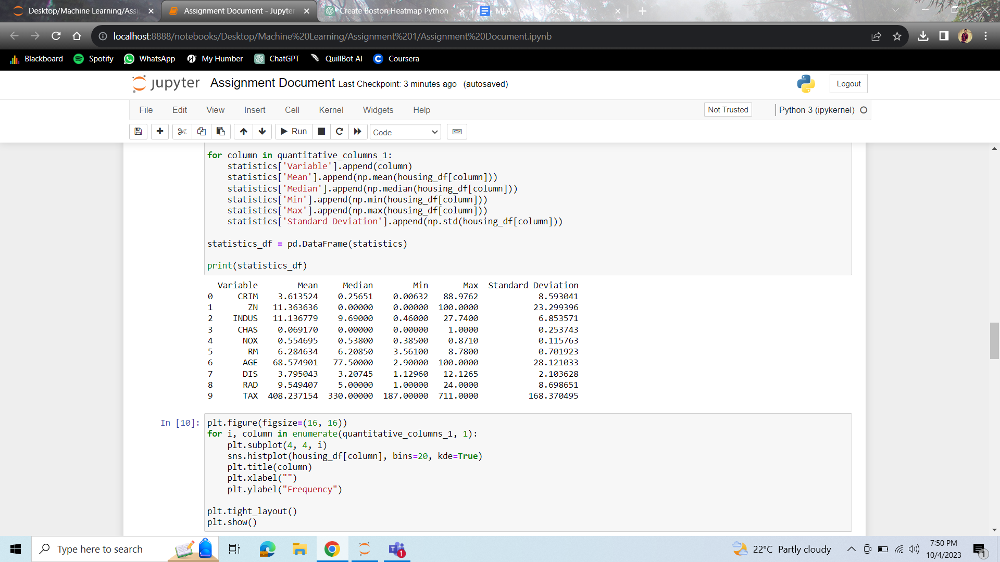 Desktop/Machine Learning/Assi
Assignment Document - Jupyter
Create Boston Heatmap Python
MLA - Google Docs
localhost:8888/notebooks/Desktop/Machine%20Learning/Assignment%201/Assignment%20Document.ipynb
Blackboard Spotify WhatsApp My Humber ChatGPT QuillBot AI Coursera
jupyter Assignment Document Last Checkpoint: 3 minutes ago (autosaved)
Logout
File Edit View Insert Cell Kernel Widgets Help
Not Trusted Python 3 (ipykernel)
Run Code
for column in quantitative_columns_1:
    statistics['Variable'].append(column)
    statistics['Mean'].append(np.mean(housing_df[column]))
    statistics['Median'].append(np.median(housing_df[column]))
    statistics['Min'].append(np.min(housing_df[column]))
    statistics['Max'].append(np.max(housing_df[column]))
    statistics['Standard Deviation'].append(np.std(housing_df[column]))
statistics_df = pd.DataFrame(statistics)
print(statistics_df)
Variable Mean Median Min Max Standard Deviation
0 CRIM 3.613524 0.25651 0.00632 88.9762 8.593041
1 ZN 11.363636 0.00000 0.00000 100.0000 23.299396
2 INDUS 11.136779 9.69000 0.46000 27.7400 6.853571
3 CHAS 0.069170 0.00000 0.00000 1.0000 0.253743
4 NOX 0.554695 0.53800 0.38500 0.8710 0.115763
5 RM 6.284634 6.20850 3.56100 8.7800 0.701923
6 AGE 68.574901 77.50000 2.90000 100.0000 28.121033
7 DIS 3.795043 3.20745 1.12960 12.1265 2.103628
8 RAD 9.549407 5.00000 1.00000 24.0000 8.698651
9 TAX 408.237154 330.00000 187.00000 711.0000 168.370495
In [10]: plt.figure(figsize=(16, 16))
for i, column in enumerate(quantitative_columns_1, 1):
    plt.subplot(4, 4, i)
    sns.histplot(housing_df[column], bins=20, kde=True)
    plt.title(column)
    plt.xlabel("")
    plt.ylabel("Frequency")
plt.tight_layout()
plt.show()
Type here to search
22°C Partly cloudy
7:50 PM
10/4/2023
1
1